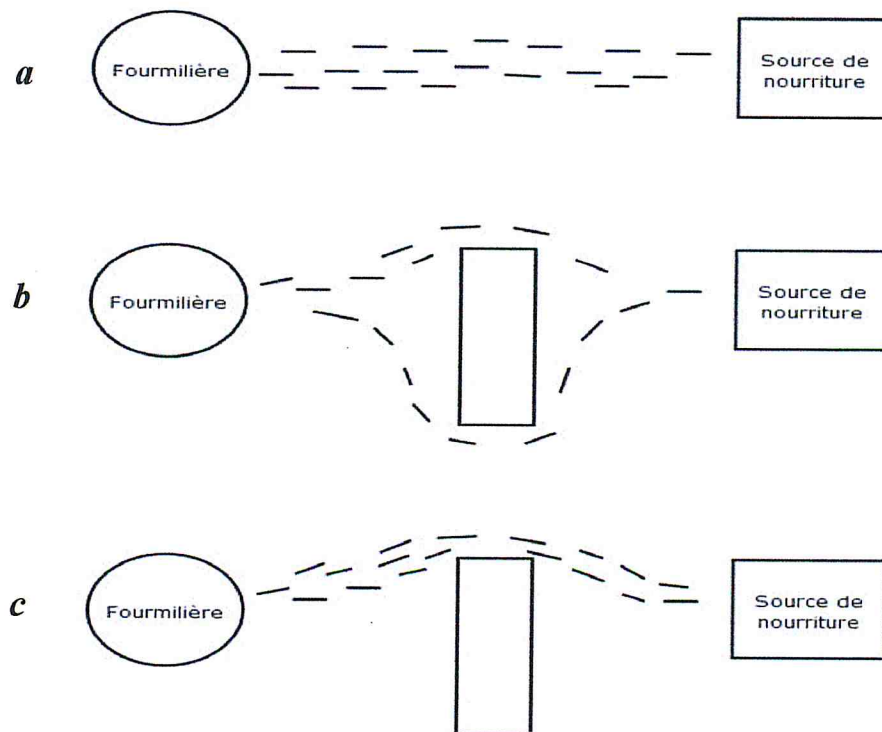 a
Fourmilière
Source de
nourriture
b
Fourmilière
Source de
nourriture
c
Fourmilière
Source de
nourriture